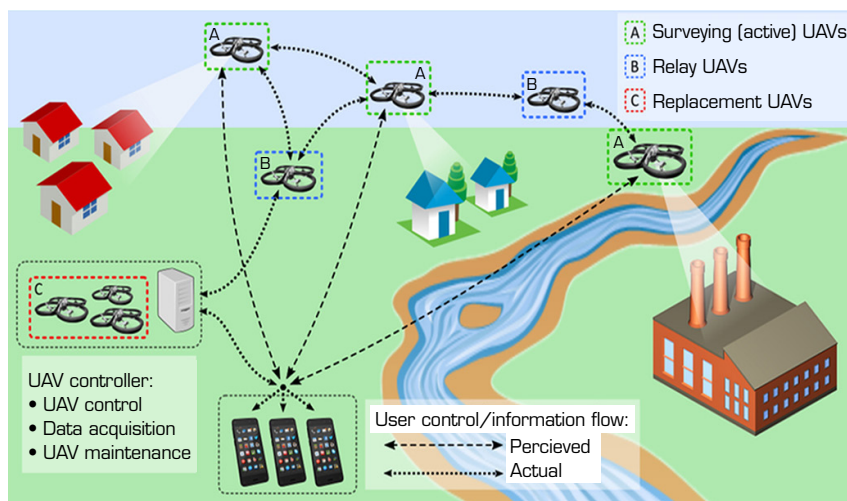 A
A
B
A
B
C
A Surveying (active) UAVs
B Relay UAVs
C Replacement UAVs
UAV controller:
• UAV control
• Data acquisition
• UAV maintenance
User control/information flow:
Percieved
Actual